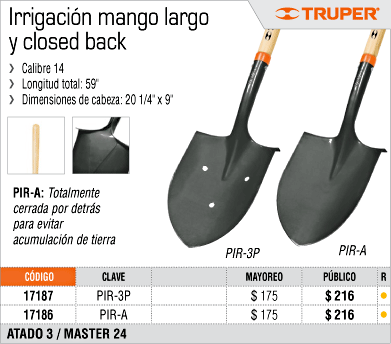 Irrigación mango largo
y closed back
TRUPER®
› Calibre 14
› Longitud total: 59"
› Dimensiones de cabeza: 20 1/4" x 9"
PIR-A: Totalmente
cerrada por detrás
para evitar
acumulación de tierra
PIR-3P
PIR-A
CÓDIGO CLAVE MAYOREO PÚBLICO R
17187 PIR-3P $ 175 $ 216
17186 PIR-A $ 175 $ 216
ATADO 3 / MASTER 24